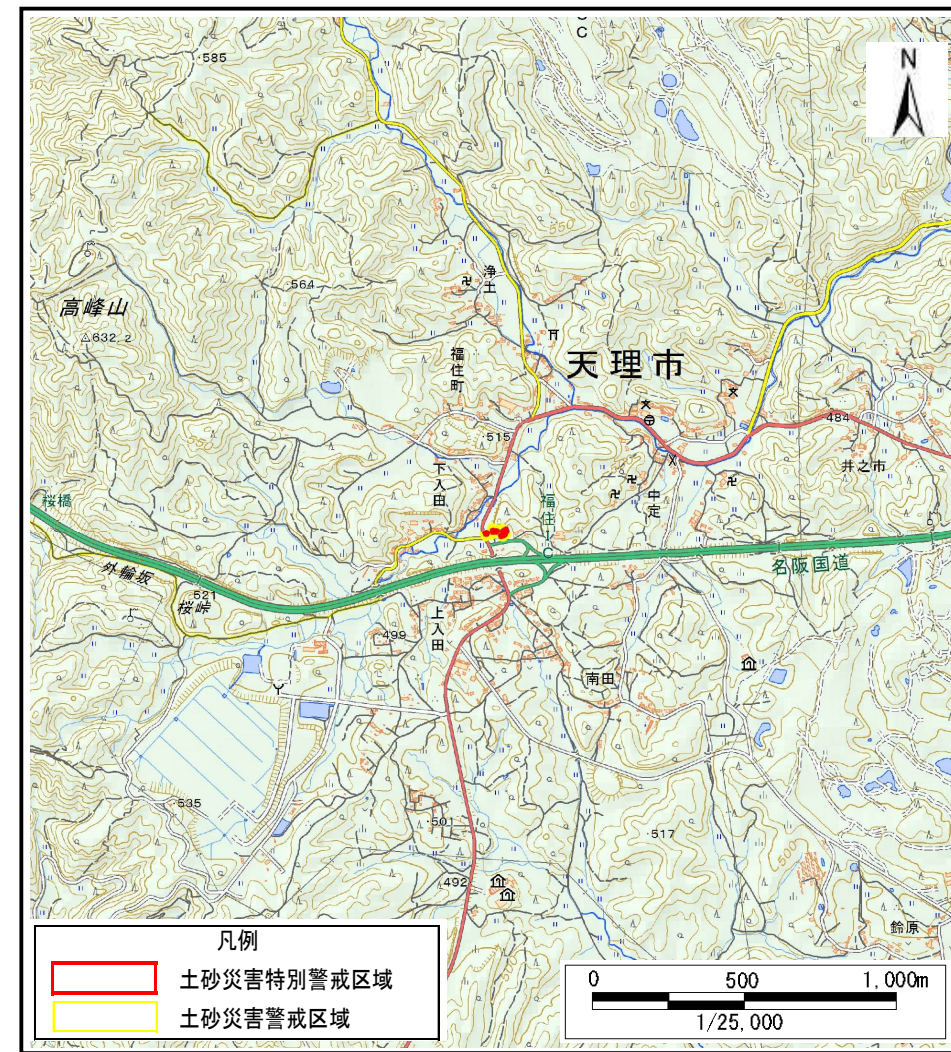 C
585
N
550
浄土
564
高峰山
632.2
福住町
天理市
484
515
井之市
下入田
中定
桜橋
福住IC
名阪国道
外輪坂
521
桜峠
499
上入田
南田
535
501
517
500
492
鈴原
凡例
土砂災害特別警戒区域
土砂災害警戒区域
0 500 1,000m
1/25,000